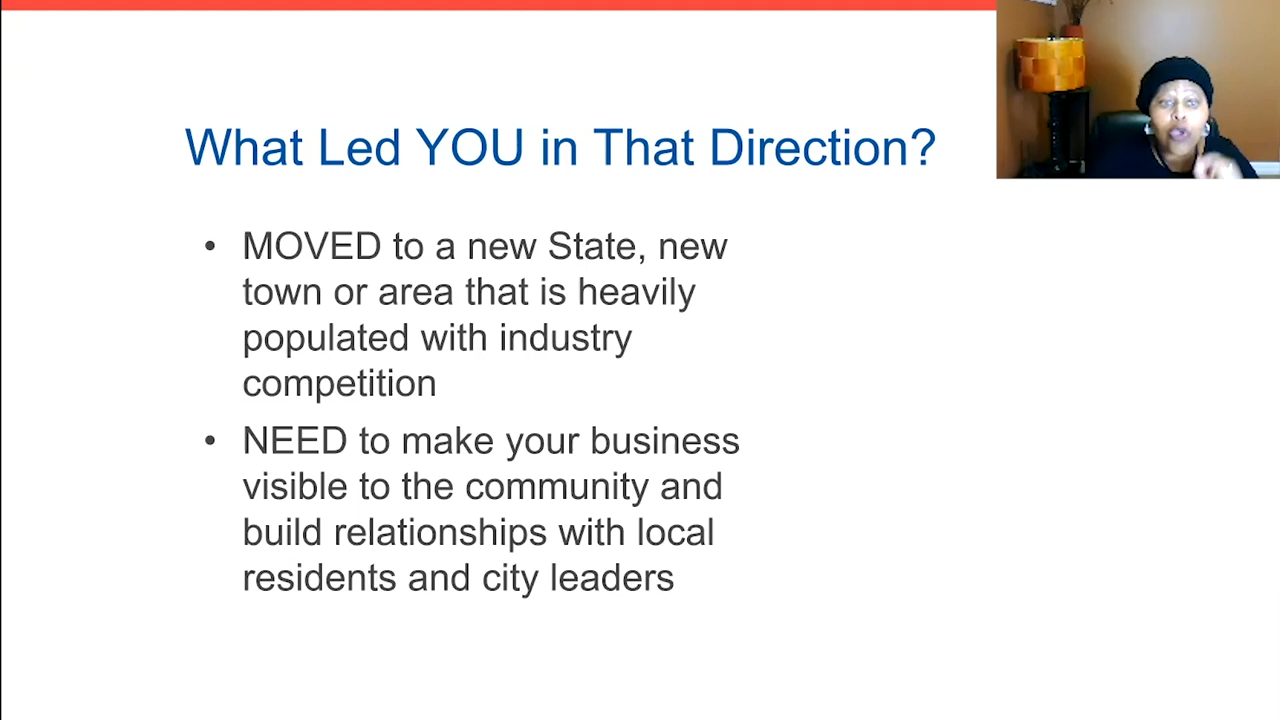 What Led YOU in That Direction?
• MOVED to a new State, new
town or area that is heavily
populated with industry
competition
• NEED to make your business
visible to the community and
build relationships with local
residents and city leaders